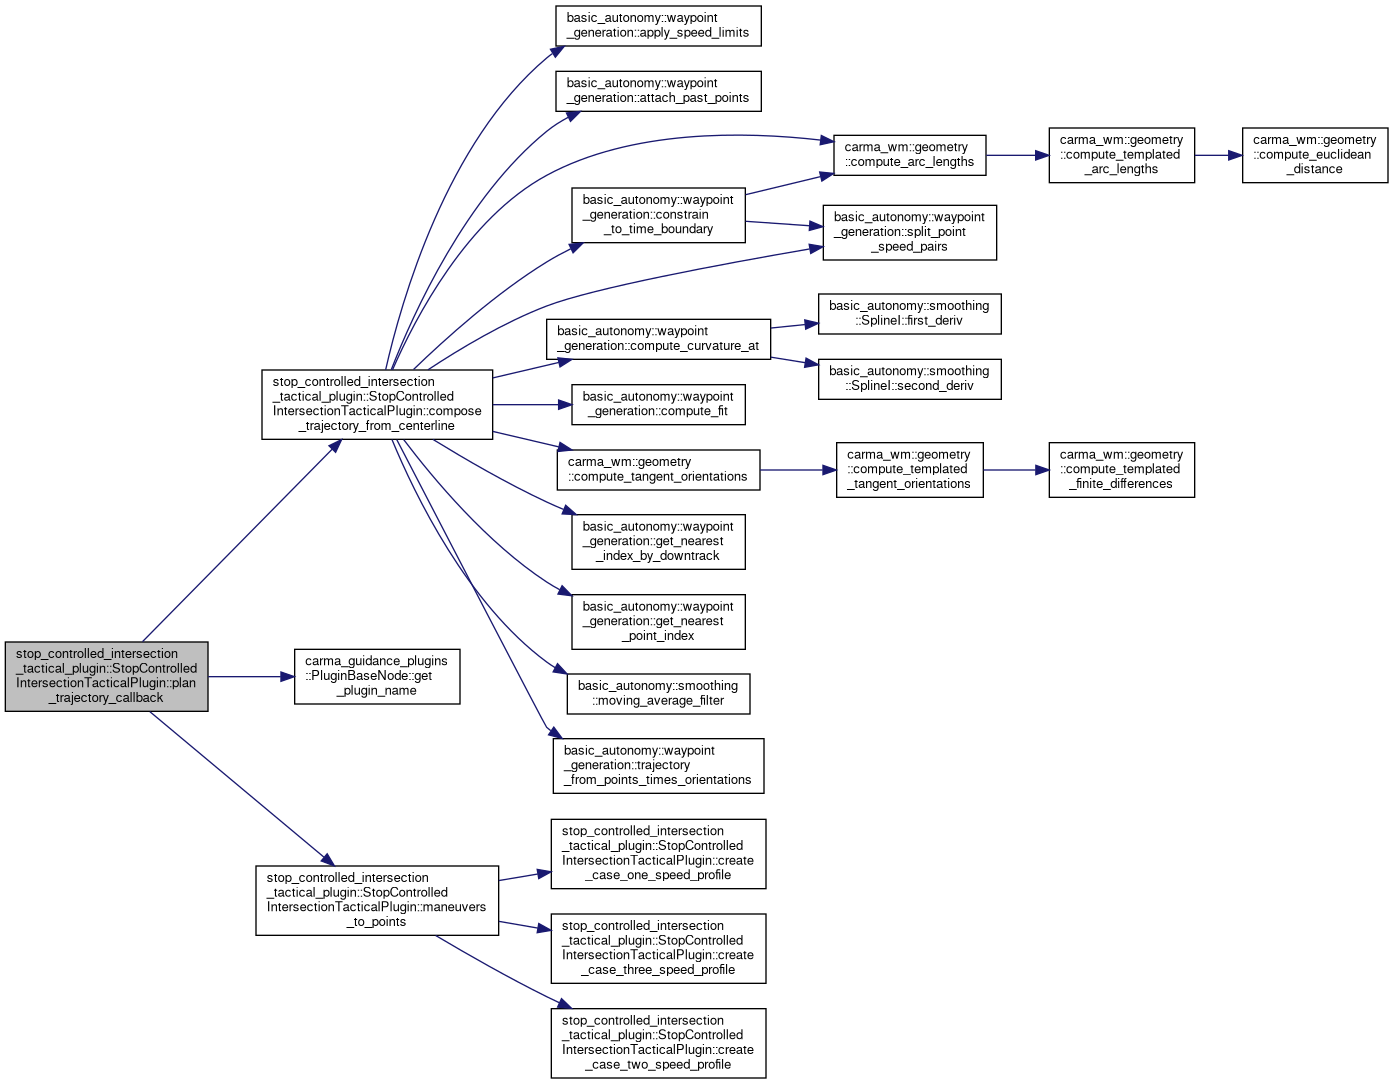 basic_autonomy::waypoint
_generation::apply_speed_limits
basic_autonomy::waypoint
_generation::attach_past_points
carma_wm::geometry
::compute_arc_lengths
carma_wm::geometry
::compute_templated
_arc_lengths
carma_wm::geometry
::compute_euclidean
_distance
basic_autonomy::waypoint
_generation::constrain
_to_time_boundary
basic_autonomy::waypoint
_generation::split_point
_speed_pairs
basic_autonomy::smoothing
::SplineI::first_deriv
basic_autonomy::waypoint
_generation::compute_curvature_at
basic_autonomy::smoothing
::SplineI::second_deriv
stop_controlled_intersection
_tactical_plugin::StopControlled
IntersectionTacticalPlugin::compose
_trajectory_from_centerline
basic_autonomy::waypoint
_generation::compute_fit
carma_wm::geometry
::compute_tangent_orientations
carma_wm::geometry
::compute_templated
_tangent_orientations
carma_wm::geometry
::compute_templated
_finite_differences
basic_autonomy::waypoint
_generation::get_nearest
_index_by_downtrack
basic_autonomy::waypoint
_generation::get_nearest
_point_index
stop_controlled_intersection
_tactical_plugin::StopControlled
IntersectionTacticalPlugin::plan
_trajectory_callback
carma_guidance_plugins
::PluginBaseNode::get
_plugin_name
basic_autonomy::smoothing
::moving_average_filter
basic_autonomy::waypoint
_generation::trajectory
_from_points_times_orientations
stop_controlled_intersection
_tactical_plugin::StopControlled
IntersectionTacticalPlugin::create
_case_one_speed_profile
stop_controlled_intersection
_tactical_plugin::StopControlled
IntersectionTacticalPlugin::maneuvers
_to_points
stop_controlled_intersection
_tactical_plugin::StopControlled
IntersectionTacticalPlugin::create
_case_three_speed_profile
stop_controlled_intersection
_tactical_plugin::StopControlled
IntersectionTacticalPlugin::create
_case_two_speed_profile